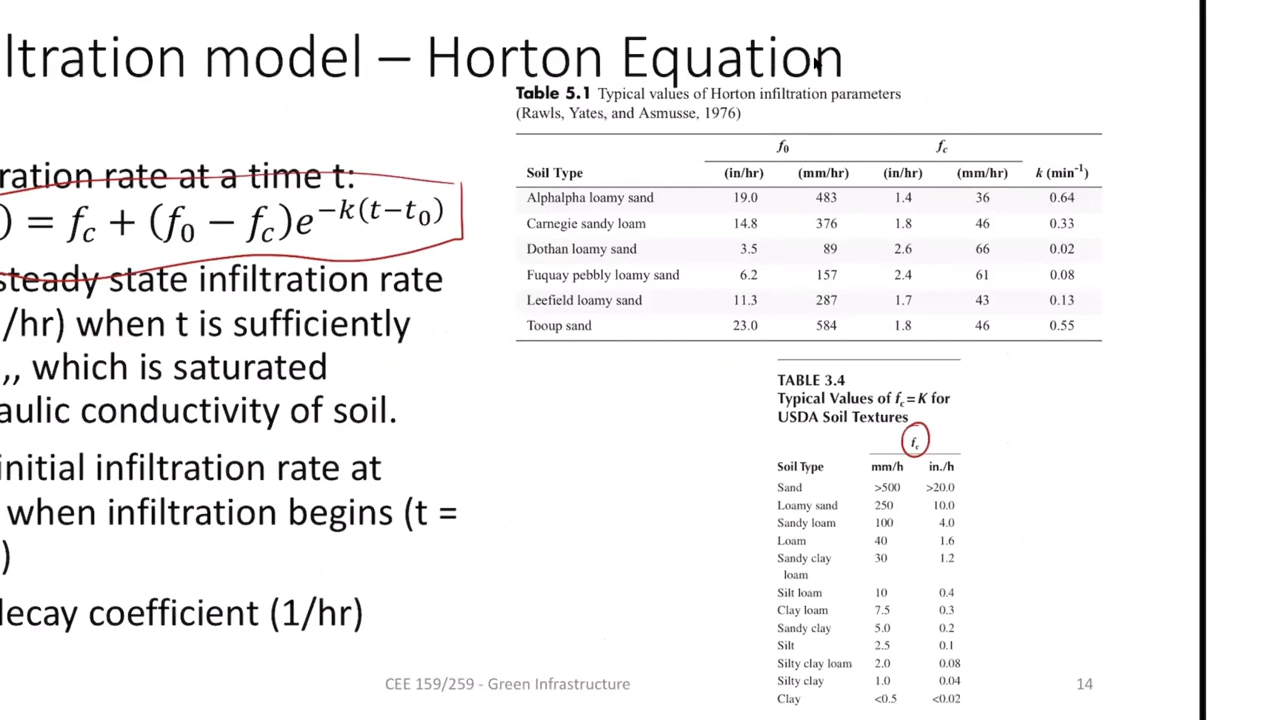 ltration model – Horton Equation
Table 5.1 Typical values of Horton infiltration parameters
(Rawls, Yates, and Asmusse, 1976)
f0 fc
Soil Type (in/hr) (mm/hr) (in/hr) (mm/hr) k (min⁻¹)
Alphalpha loamy sand 19.0 483 1.4 36 0.64
Carnegie sandy loam 14.8 376 1.8 46 0.33
Dothan loamy sand 3.5 89 2.6 66 0.02
Fuquay pebbly loamy sand 6.2 157 2.4 61 0.08
Leefield loamy sand 11.3 287 1.7 43 0.13
Tooup sand 23.0 584 1.8 46 0.55
ration rate at a time t:
) = fc + (f0 − fc)e^−k(t−t0)
steady state infiltration rate
/hr) when t is sufficiently
,, which is saturated
aulic conductivity of soil.
initial infiltration rate at
when infiltration begins (t =
)
decay coefficient (1/hr)
TABLE 3.4
Typical Values of fc=K for
USDA Soil Textures
fc
Soil Type mm/h in./h
Sand >500 >20.0
Loamy sand 250 10.0
Sandy loam 100 4.0
Loam 40 1.6
Sandy clay 30 1.2
loam
Silt loam 10 0.4
Clay loam 7.5 0.3
Sandy clay 5.0 0.2
Silt 2.5 0.1
Silty clay loam 2.0 0.08
Silty clay 1.0 0.04
Clay <0.5 <0.02
CEE 159/259 - Green Infrastructure
14